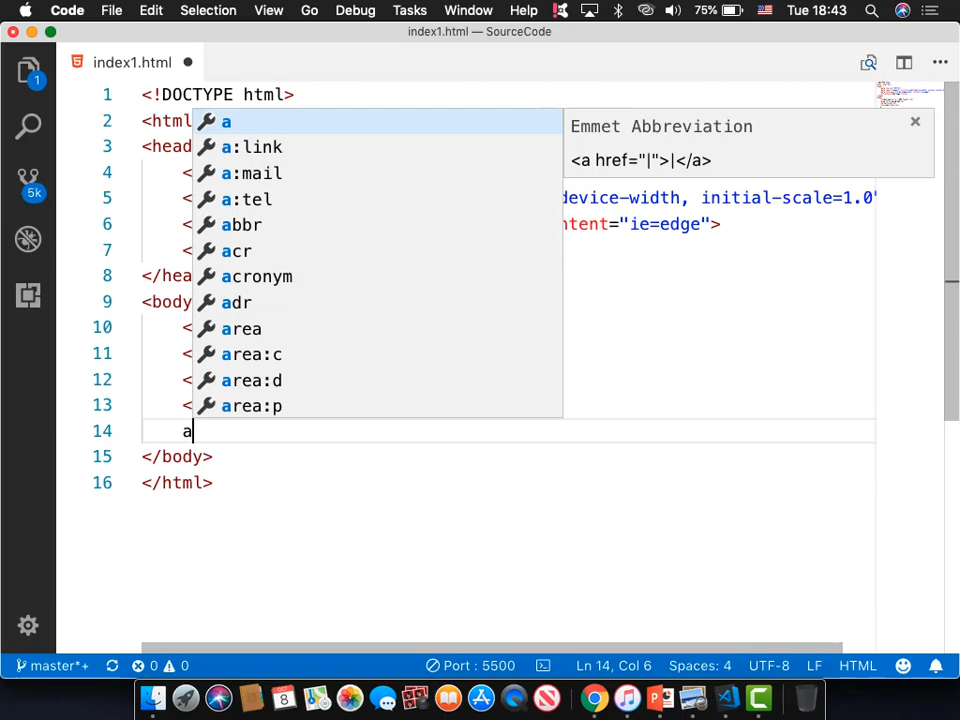 Code File Edit Selection View Go Debug Tasks Window Help 75% Tue 18:43
index1.html — SourceCode
index1.html
1
1 <!DOCTYPE html>
2 <html
3 <head
4 <
5 < device-width, initial-scale=1.0"
6 < ntent="ie=edge">
7 <
8 </hea
9 <body
10 <
11 <
12 <
13 <
14 a
15 </body>
16 </html>
5k
a
a:link
a:mail
a:tel
abbr
acr
acronym
adr
area
area:c
area:d
area:p
Emmet Abbreviation
<a href="|">|</a>
master*+ 0 0 Port : 5500 Ln 14, Col 6 Spaces: 4 UTF-8 LF HTML
8